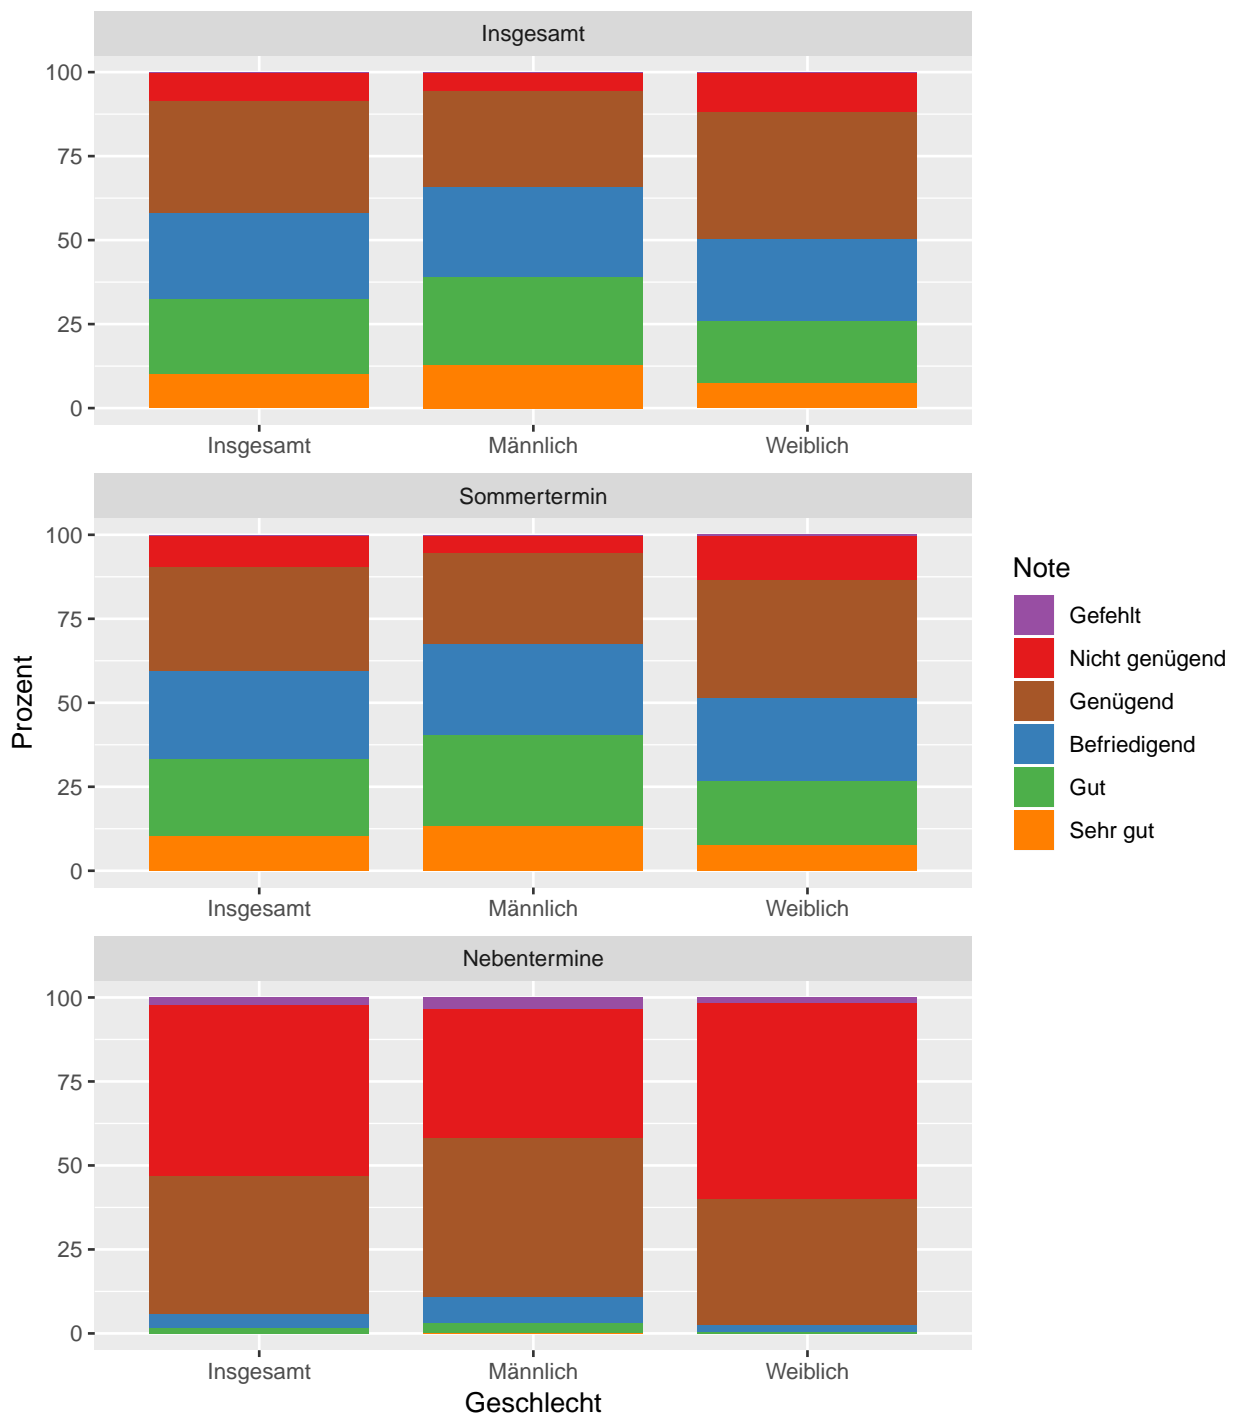 Insgesamt
100
75
50
25
0
Insgesamt Männlich Weiblich
Sommertermin
100
75
50
25
0
Insgesamt Männlich Weiblich
Nebentermine
100
75
50
25
0
Insgesamt Männlich Weiblich
Geschlecht
Prozent
Note
Gefehlt
Nicht genügend
Genügend
Befriedigend
Gut
Sehr gut